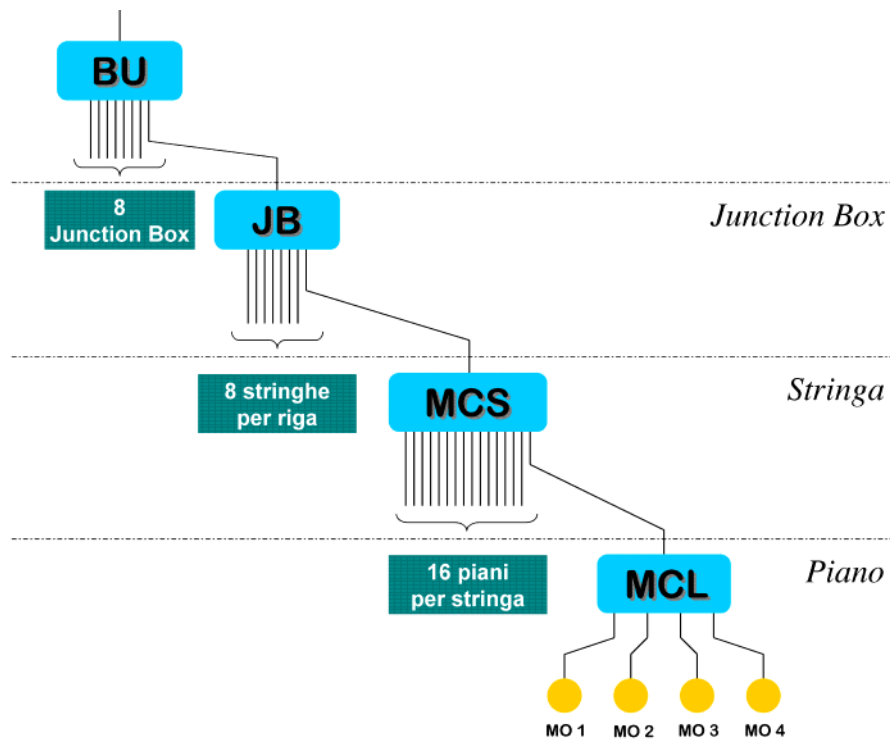 BU
8
Junction Box
JB
Junction Box
8 stringhe
per riga
MCS
Stringa
16 piani
per stringa
MCL
Piano
MO 1
MO 2
MO 3
MO 4